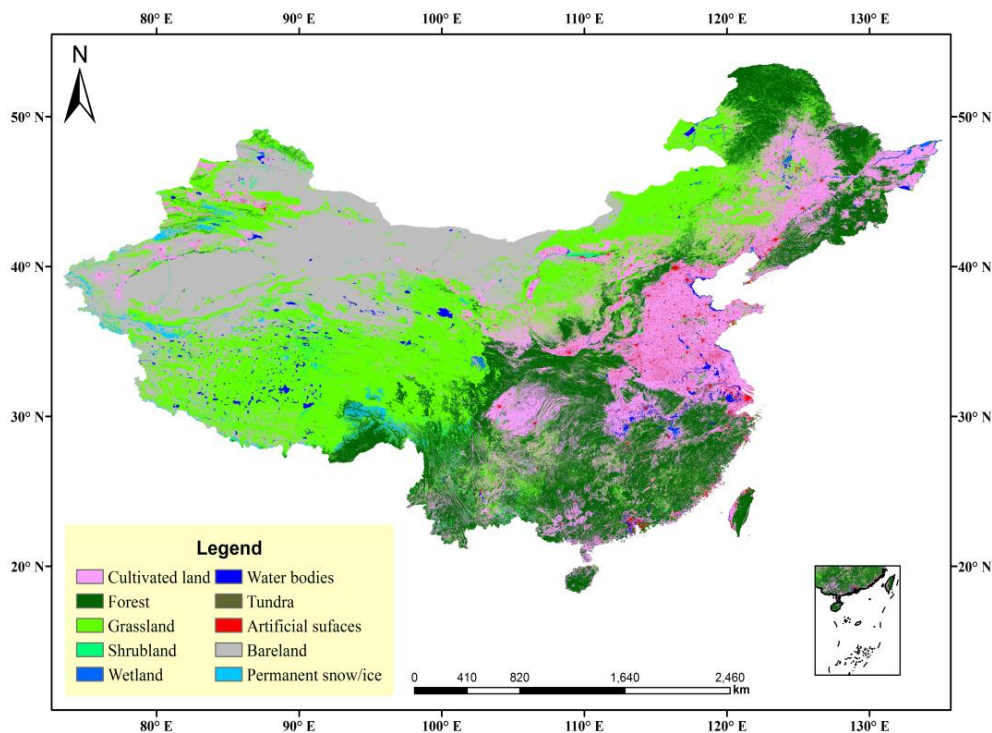 80° E 90° E 100° E 110° E 120° E 130° E
N
50° N 50° N
40° N 40° N
30° N 30° N
20° N 20° N
Legend
Cultivated land Water bodies
Forest Tundra
Grassland Artificial sufaces
Shrubland Bareland
Wetland Permanent snow/ice
0 410 820 1,640 2,460
km
80° E 90° E 100° E 110° E 120° E 130° E